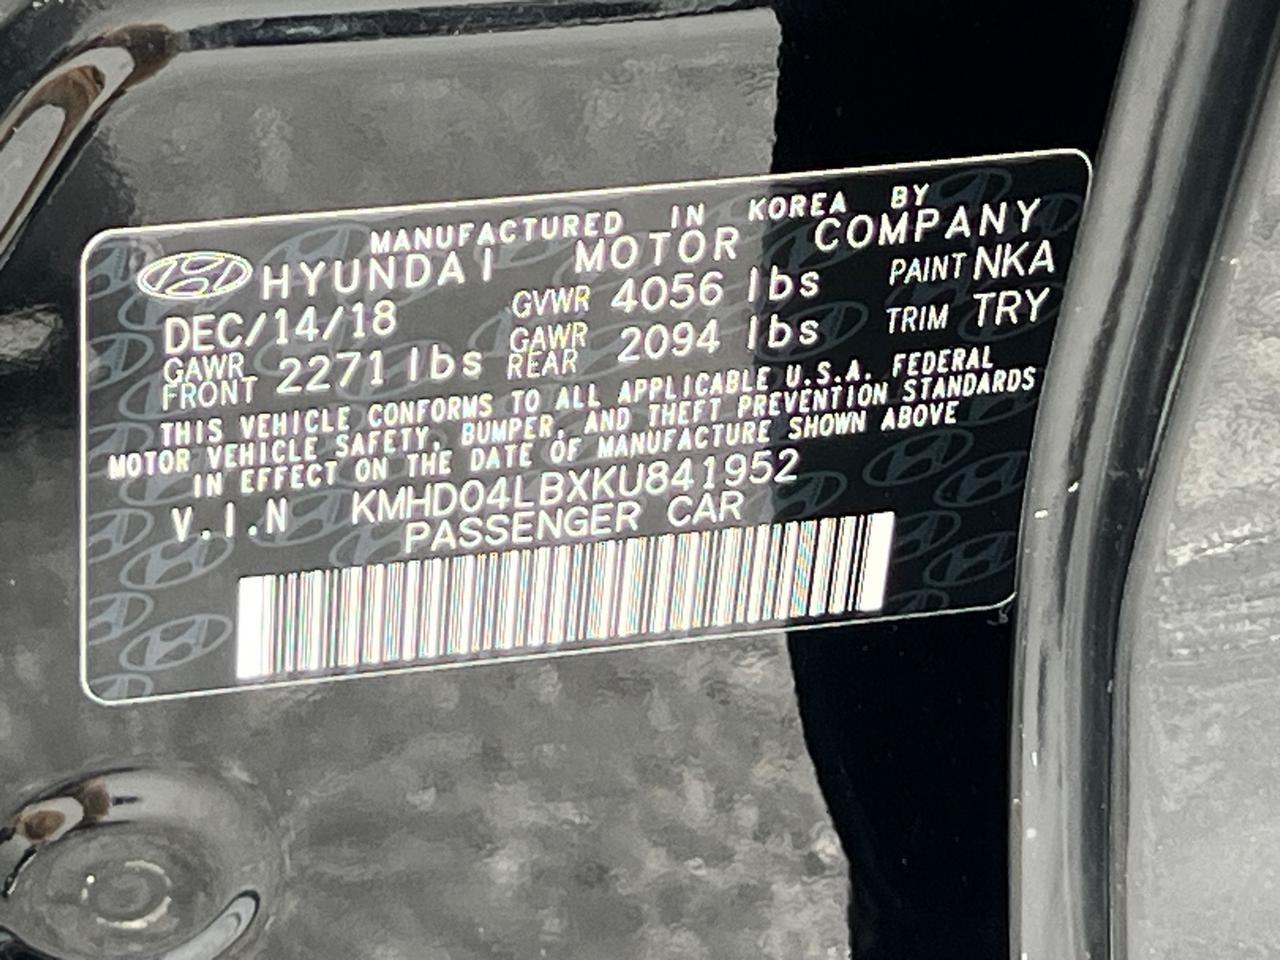 MANUFACTURED IN KOREA BY
HYUNDAI MOTOR COMPANY
DEC/14/18 GVWR 4056 lbs PAINT NKA
GAWR FRONT 2271 lbs GAWR REAR 2094 lbs TRIM TRY
THIS VEHICLE CONFORMS TO ALL APPLICABLE U.S.A. FEDERAL
MOTOR VEHICLE SAFETY, BUMPER, AND THEFT PREVENTION STANDARDS
IN EFFECT ON THE DATE OF MANUFACTURE SHOWN ABOVE
V.I.N KMHD04LBXKU841952
PASSENGER CAR